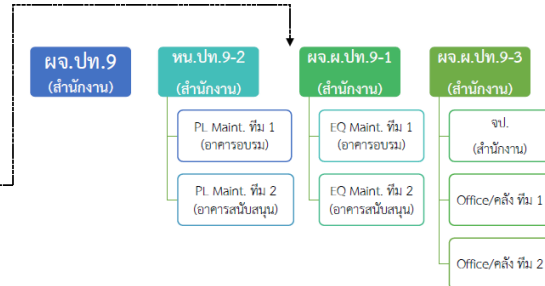 ผจ.ปท.9
(สำนักงาน)
หน.ปท.9-2
(สำนักงาน)
PL Maint. ทีม 1
(อาคารอบรม)
PL Maint. ทีม 2
(อาคารสนับสนุน)
ผจ.ผ.ปท.9-1
(สำนักงาน)
EQ Maint. ทีม 1
(อาคารอบรม)
EQ Maint. ทีม 2
(อาคารสนับสนุน)
ผจ.ผ.ปท.9-3
(สำนักงาน)
จป.
(สำนักงาน)
Office/คลัง ทีม 1
Office/คลัง ทีม 2